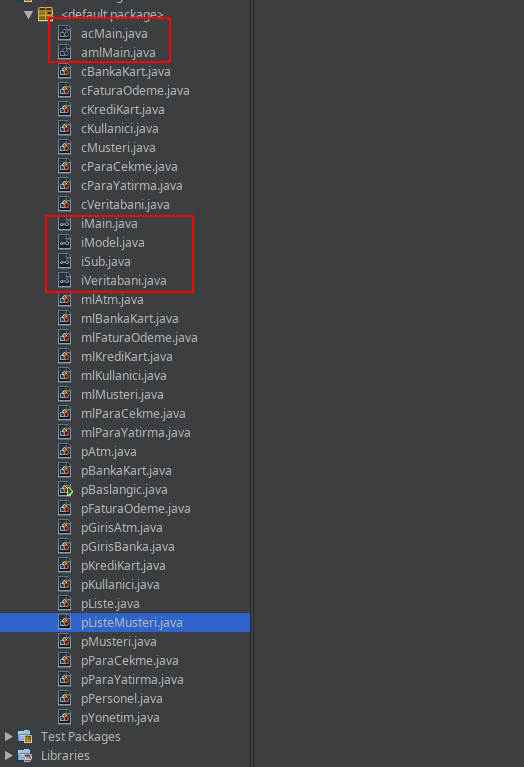 <default package>
acMain.java
amlMain.java
cBankaKart.java
cFaturaOdeme.java
cKrediKart.java
cKullanici.java
cMusteri.java
cParaCekme.java
cParaYatirma.java
cVeritabani.java
iMain.java
iModel.java
iSub.java
iVeritabani.java
mlAtm.java
mlBankaKart.java
mlFaturaOdeme.java
mlKrediKart.java
mlKullanici.java
mlMusteri.java
mlParaCekme.java
mlParaYatirma.java
pAtm.java
pBankaKart.java
pBaslangic.java
pFaturaOdeme.java
pGirisAtm.java
pGirisBanka.java
pKrediKart.java
pKullanici.java
pListe.java
pListeMusteri.java
pMusteri.java
pParaCekme.java
pParaYatirma.java
pPersonel.java
pYonetim.java
Test Packages
Libraries